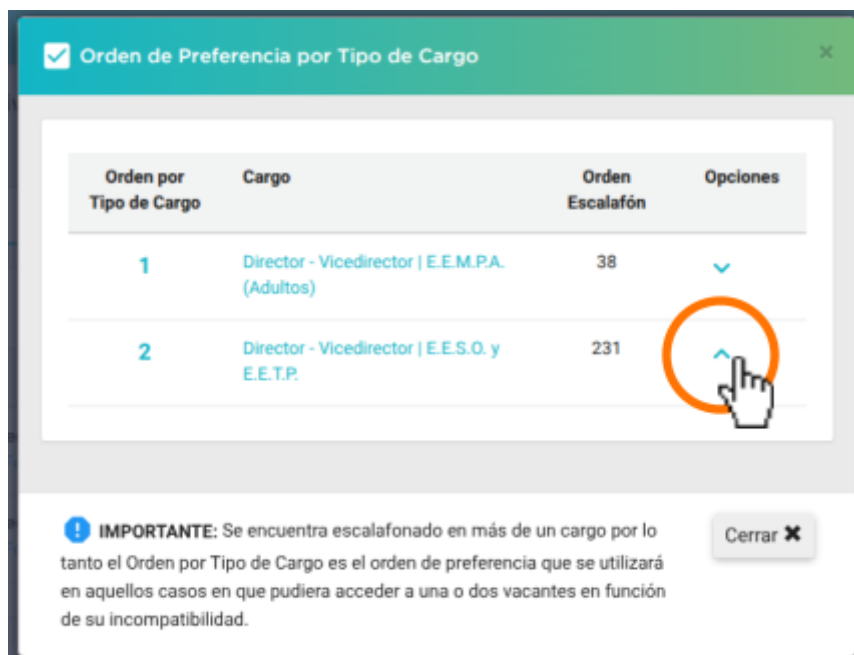 Orden de Preferencia por Tipo de Cargo
Orden por Tipo de Cargo Cargo Orden Escalafón Opciones
1 Director - Vicedirector | E.E.M.P.A. (Adultos) 38
2 Director - Vicedirector | E.E.S.O. y E.E.T.P. 231
IMPORTANTE: Se encuentra escalafonado en más de un cargo por lo
tanto el Orden por Tipo de Cargo es el orden de preferencia que se utilizará
en aquellos casos en que pudiera acceder a una o dos vacantes en función
de su incompatibilidad.
Cerrar